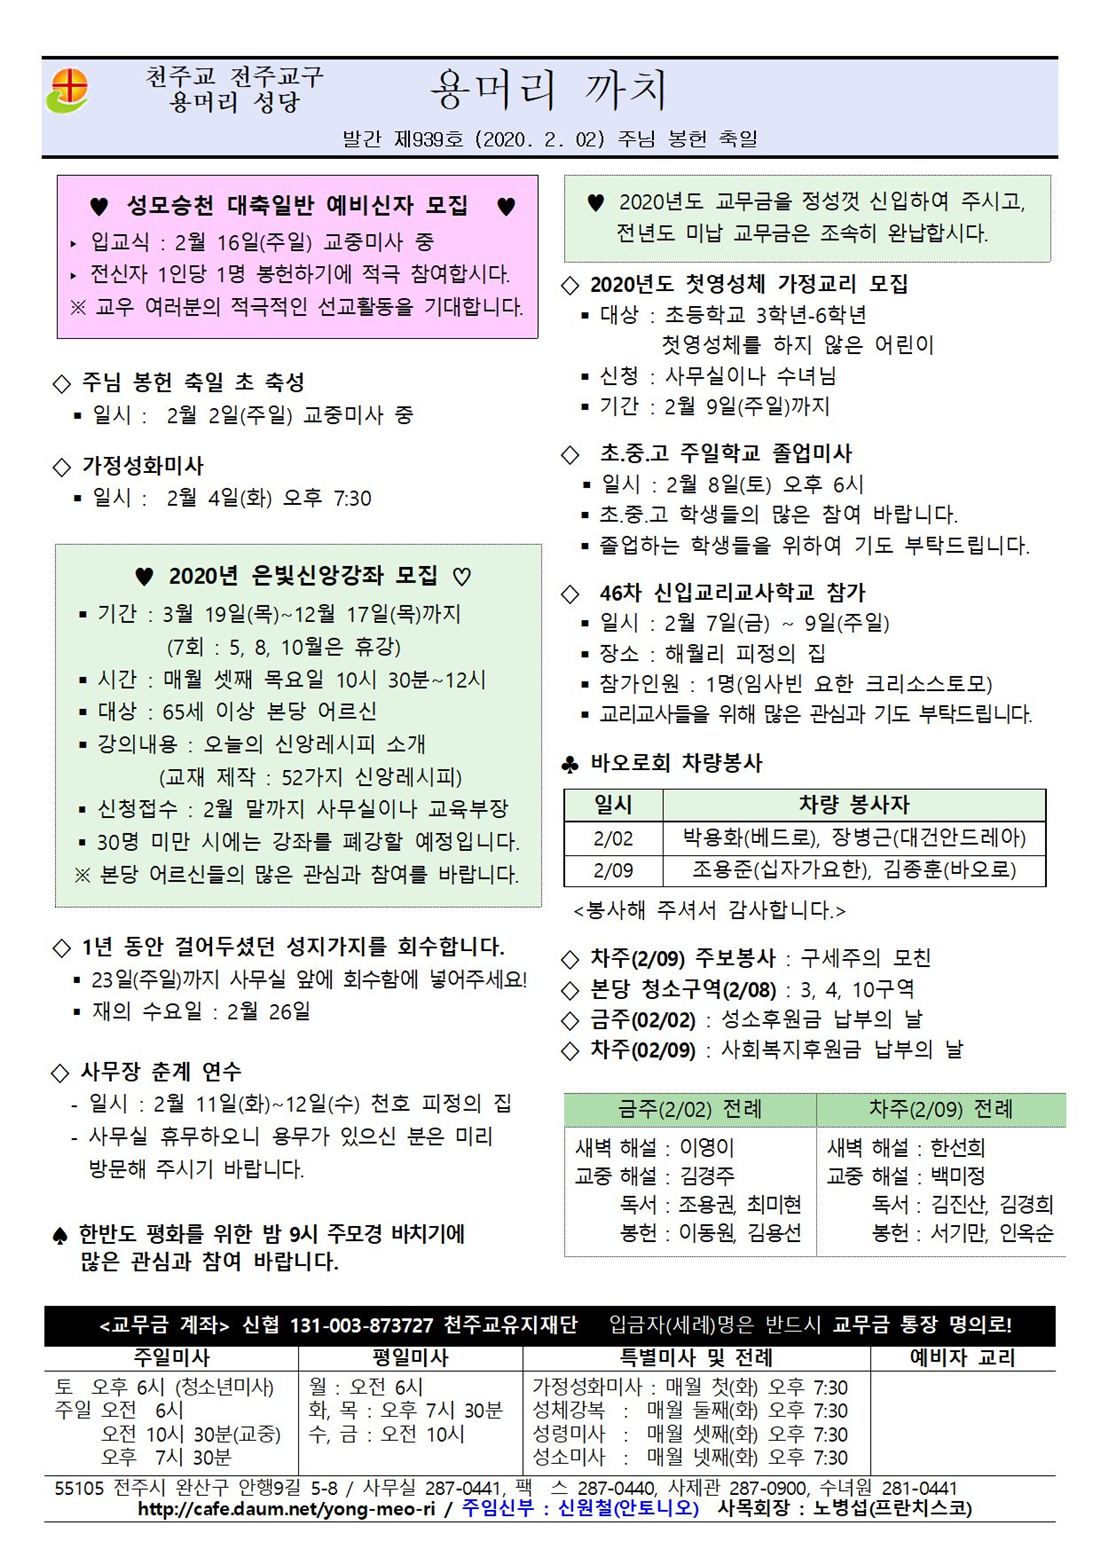 천주교 전주교구
용머리 성당
용머리 까치
발간 제939호 (2020. 2. 02) 주님 봉헌 축일
♥ 성모승천 대축일반 예비신자 모집 ♥
▸ 입교식 : 2월 16일(주일) 교중미사 중
▸ 전신자 1인당 1명 봉헌하기에 적극 참여합시다.
※ 교우 여러분의 적극적인 선교활동을 기대합니다.
◇ 주님 봉헌 축일 초 축성
▪ 일시 : 2월 2일(주일) 교중미사 중
◇ 가정성화미사
▪ 일시 : 2월 4일(화) 오후 7:30
♥ 2020년 은빛신앙강좌 모집 ♡
▪ 기간 : 3월 19일(목)~12월 17일(목)까지
(7회 : 5, 8, 10월은 휴강)
▪ 시간 : 매월 셋째 목요일 10시 30분~12시
▪ 대상 : 65세 이상 본당 어르신
▪ 강의내용 : 오늘의 신앙레시피 소개
(교재 제작 : 52가지 신앙레시피)
▪ 신청접수 : 2월 말까지 사무실이나 교육부장
▪ 30명 미만 시에는 강좌를 폐강할 예정입니다.
※ 본당 어르신들의 많은 관심과 참여를 바랍니다.
◇ 1년 동안 걸어두셨던 성지가지를 회수합니다.
▪ 23일(주일)까지 사무실 앞에 회수함에 넣어주세요!
▪ 재의 수요일 : 2월 26일
◇ 사무장 춘계 연수
- 일시 : 2월 11일(화)~12일(수) 천호 피정의 집
- 사무실 휴무하오니 용무가 있으신 분은 미리
방문해 주시기 바랍니다.
♠ 한반도 평화를 위한 밤 9시 주모경 바치기에
많은 관심과 참여 바랍니다.
♥ 2020년도 교무금을 정성껏 신입하여 주시고,
전년도 미납 교무금은 조속히 완납합시다.
◇ 2020년도 첫영성체 가정교리 모집
▪ 대상 : 초등학교 3학년-6학년
첫영성체를 하지 않은 어린이
▪ 신청 : 사무실이나 수녀님
▪ 기간 : 2월 9일(주일)까지
◇ 초.중.고 주일학교 졸업미사
▪ 일시 : 2월 8일(토) 오후 6시
▪ 초.중.고 학생들의 많은 참여 바랍니다.
▪ 졸업하는 학생들을 위하여 기도 부탁드립니다.
◇ 46차 신입교리교사학교 참가
▪ 일시 : 2월 7일(금) ~ 9일(주일)
▪ 장소 : 해월리 피정의 집
▪ 참가인원 : 1명(임사빈 요한 크리소스토모)
▪ 교리교사들을 위해 많은 관심과 기도 부탁드립니다.
♣ 바오로회 차량봉사
일시 차량 봉사자
2/02 박용화(베드로), 장병근(대건안드레아)
2/09 조용준(십자가요한), 김종훈(바오로)
<봉사해 주셔서 감사합니다.>
◇ 차주(2/09) 주보봉사 : 구세주의 모친
◇ 본당 청소구역(2/08) : 3, 4, 10구역
◇ 금주(02/02) : 성소후원금 납부의 날
◇ 차주(02/09) : 사회복지후원금 납부의 날
금주(2/02) 전례 차주(2/09) 전례
새벽 해설 : 이영이 새벽 해설 : 한선희
교중 해설 : 김경주 교중 해설 : 백미정
독서 : 조용권, 최미현 독서 : 김진산, 김경희
봉헌 : 이동원, 김용선 봉헌 : 서기만, 인옥순
<교무금 계좌> 신협 131-003-873727 천주교유지재단 입금자(세례)명은 반드시 교무금 통장 명의로!
주일미사 평일미사 특별미사 및 전례 예비자 교리
토 오후 6시 (청소년미사) 월 : 오전 6시 가정성화미사 : 매월 첫(화) 오후 7:30
주일 오전 6시 화, 목 : 오후 7시 30분 성체강복 : 매월 둘째(화) 오후 7:30
오전 10시 30분(교중) 수, 금 : 오전 10시 성령미사 : 매월 셋째(화) 오후 7:30
오후 7시 30분 성소미사 : 매월 넷째(화) 오후 7:30
55105 전주시 완산구 안행9길 5-8 / 사무실 287-0441, 팩 스 287-0440, 사제관 287-0900, 수녀원 281-0441
http://cafe.daum.net/yong-meo-ri / 주임신부 : 신원철(안토니오) 사목회장 : 노병섭(프란치스코)